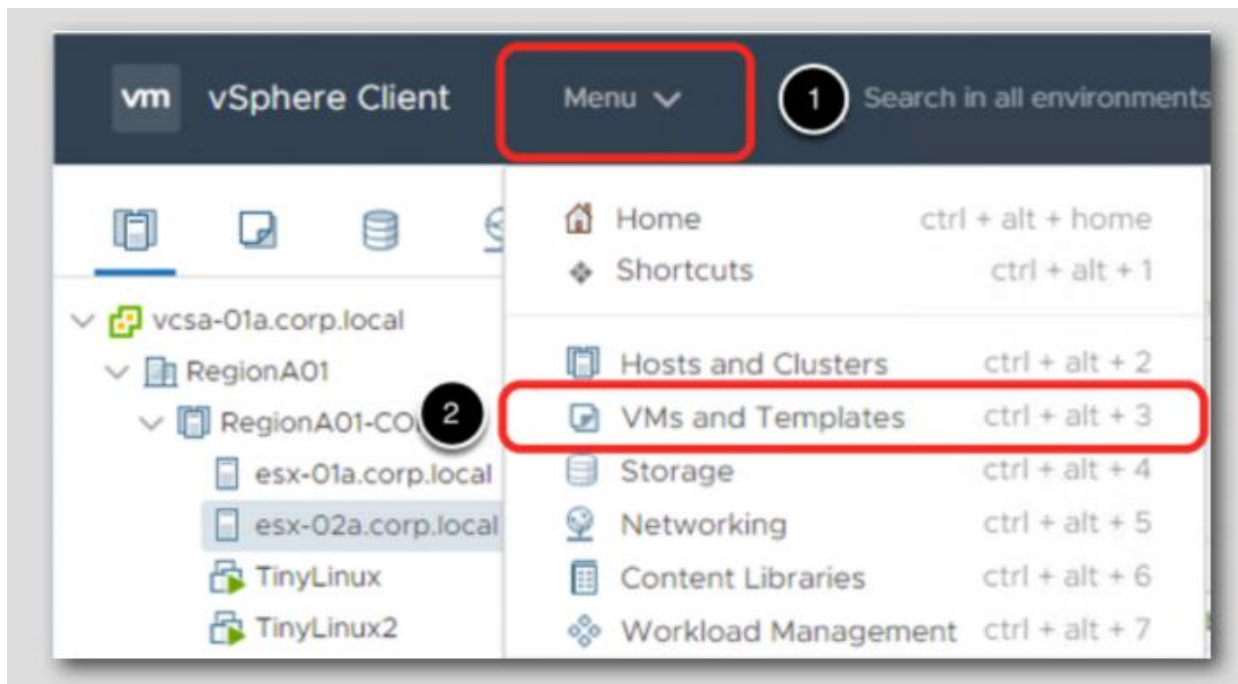 vm vSphere Client Menu 1 Search in all environments
Home ctrl + alt + home
Shortcuts ctrl + alt + 1
vcsa-01a.corp.local
RegionA01
Hosts and Clusters ctrl + alt + 2
RegionA01-CO 2
VMs and Templates ctrl + alt + 3
esx-01a.corp.local
Storage ctrl + alt + 4
esx-02a.corp.local
Networking ctrl + alt + 5
TinyLinux
Content Libraries ctrl + alt + 6
TinyLinux2
Workload Management ctrl + alt + 7